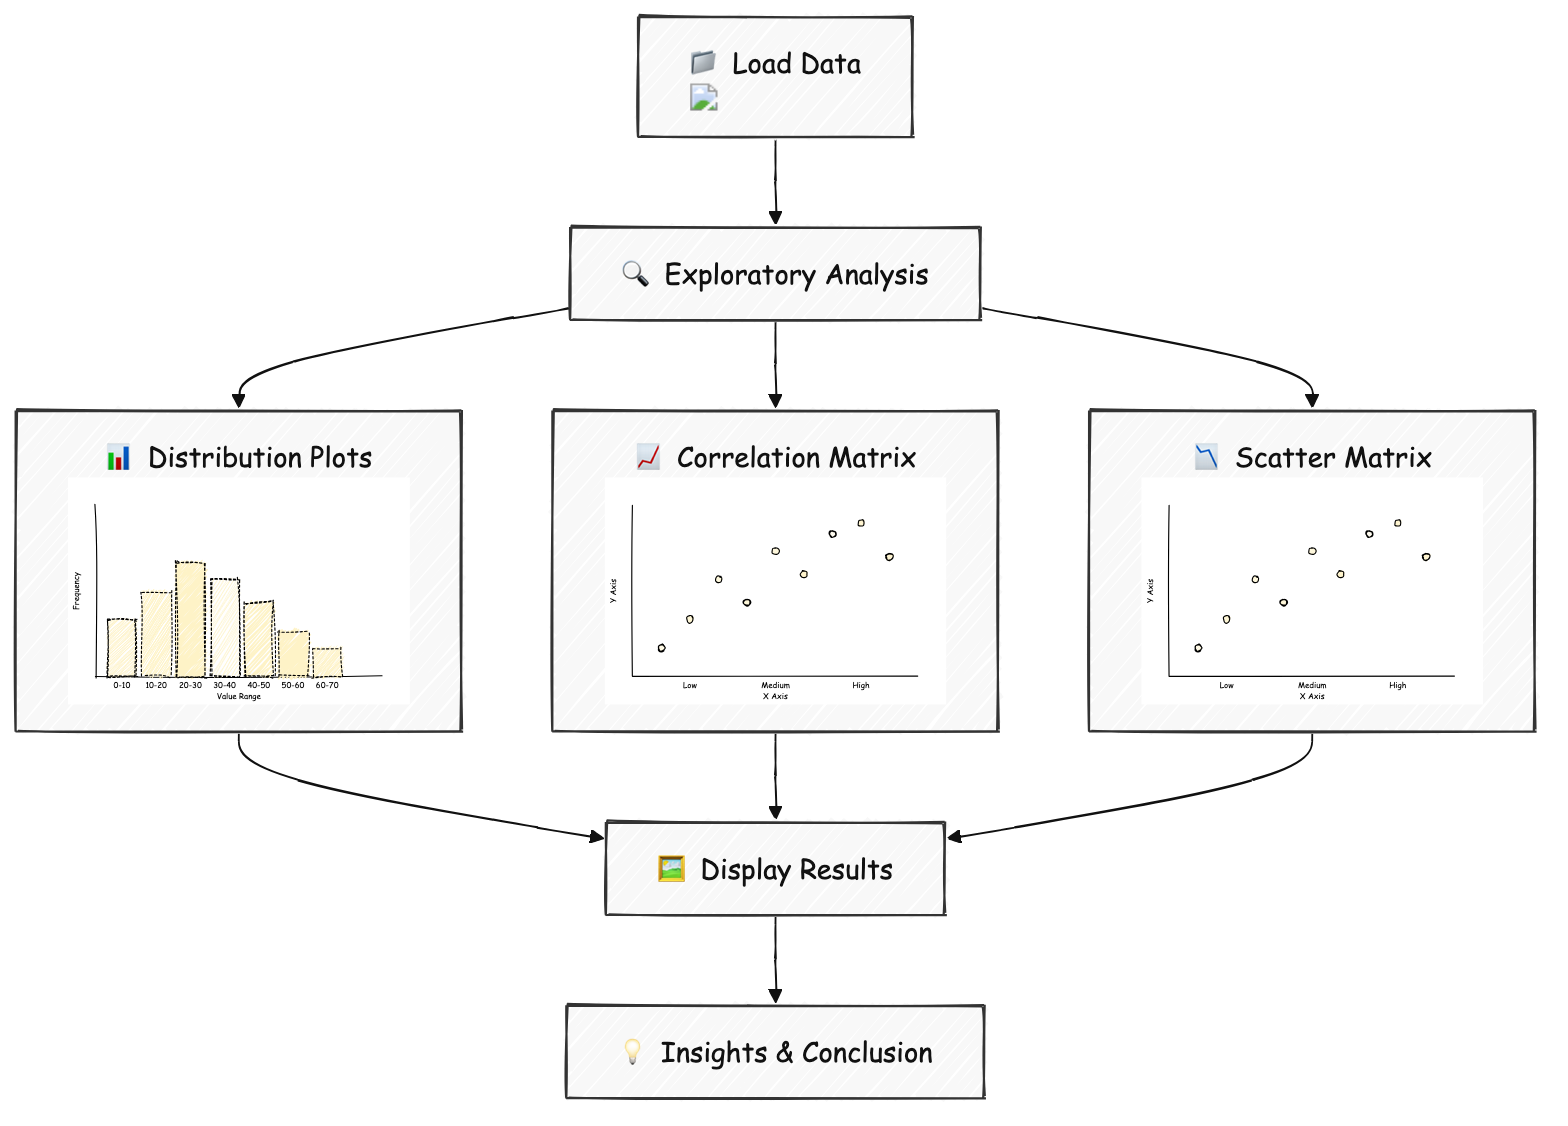 Load Data
Exploratory Analysis
Distribution Plots
Frequency
0-10 10-20 20-30 30-40 40-50 50-60 60-70
Value Range
Correlation Matrix
Y Axis
Low Medium High
X Axis
Scatter Matrix
Y Axis
Low Medium High
X Axis
Display Results
Insights & Conclusion